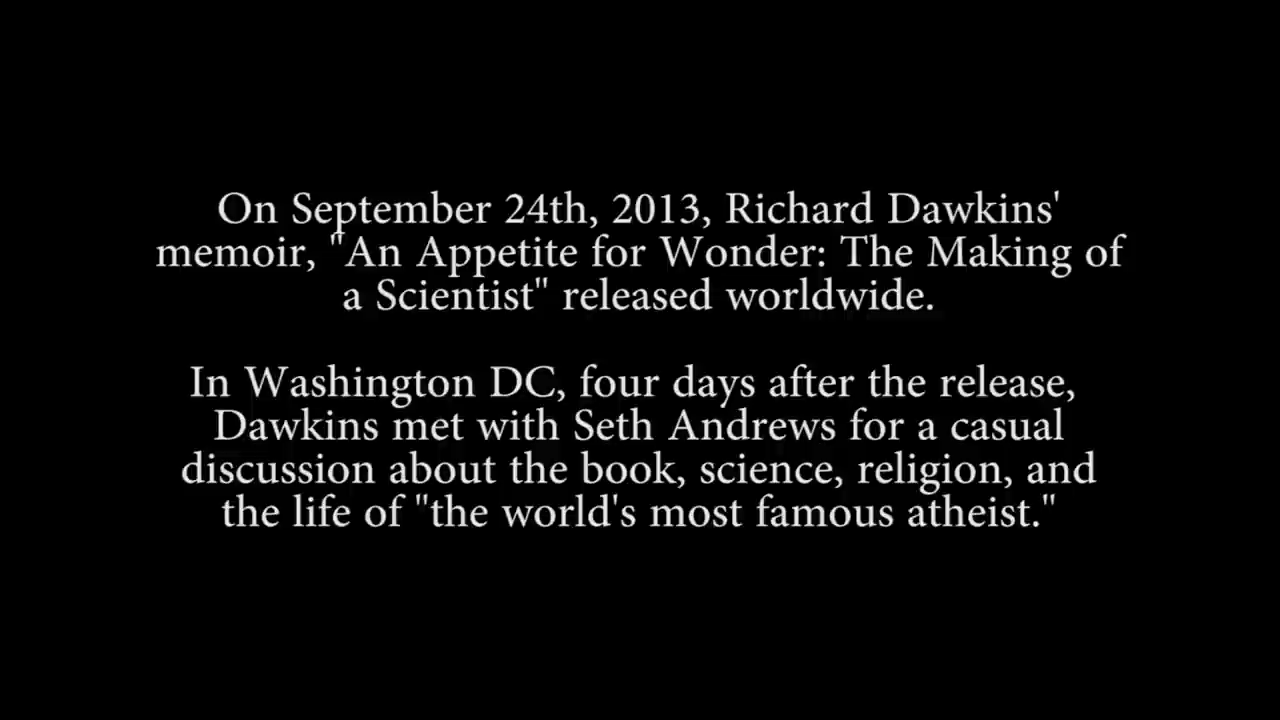 On September 24th, 2013, Richard Dawkins'
memoir, "An Appetite for Wonder: The Making of
a Scientist" released worldwide.
In Washington DC, four days after the release,
Dawkins met with Seth Andrews for a casual
discussion about the book, science, religion, and
the life of "the world's most famous atheist."